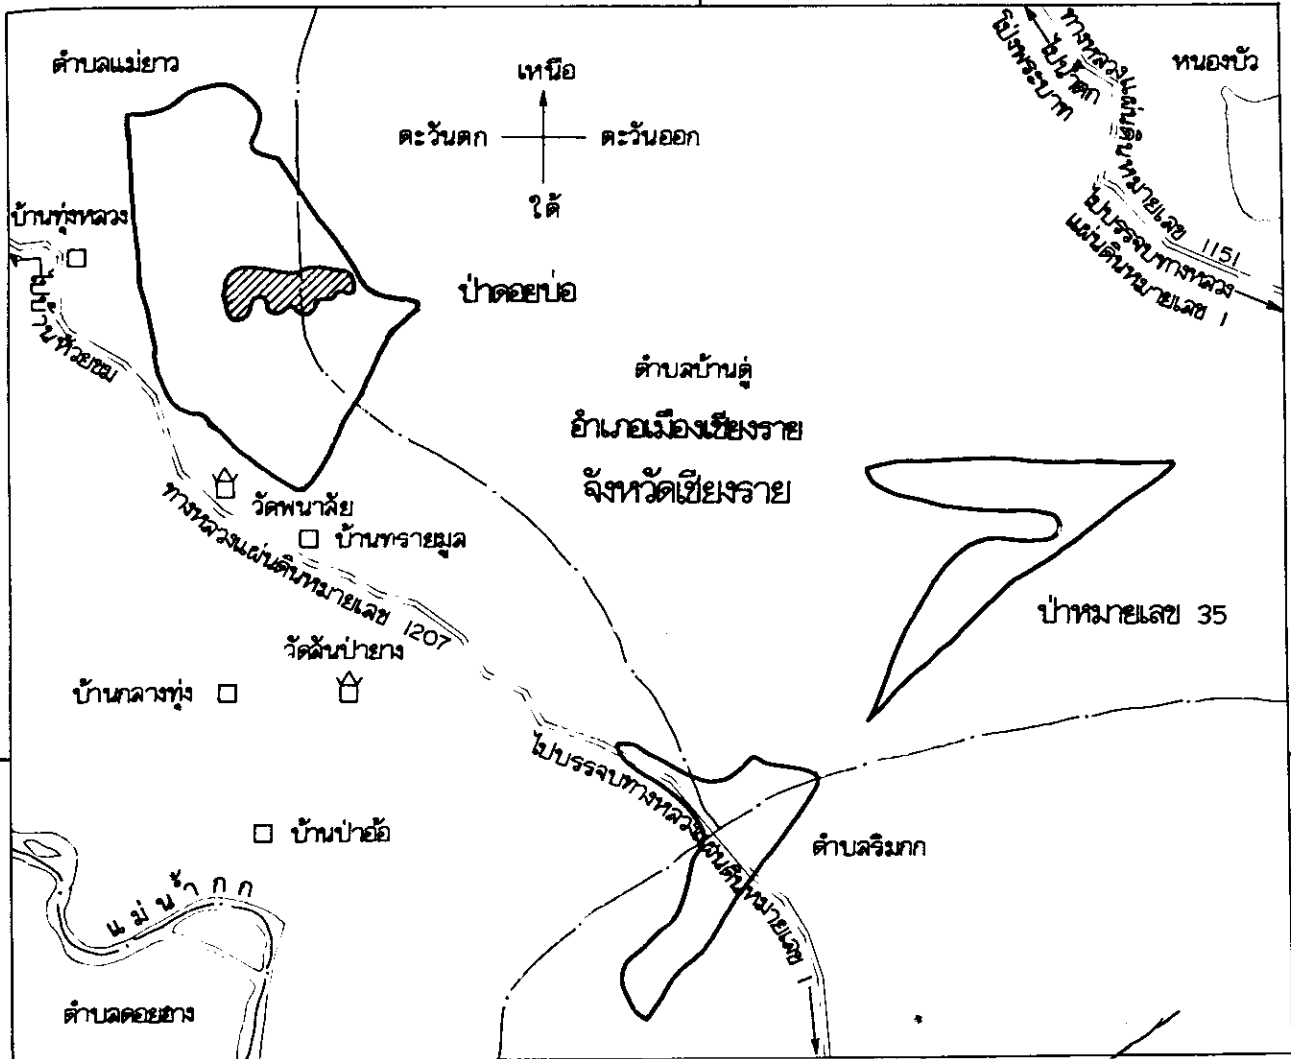 ตำบลแม่ยาว
เหนือ
ตะวันตก
ตะวันออก
ใต้
ทางหลวงแผ่นดินหมายเลข 1151
ไปน้ำตก
โป่งพระบาท
หนองบัว
ไปบรรจบทางหลวง
แผ่นดินหมายเลข 1
บ้านทุ่งหลวง
ไปบ้านห้วยขม
ป่าดอยบ่อ
ตำบลบ้านดู่
อำเภอเมืองเชียงราย
จังหวัดเชียงราย
วัดพนาลัย
บ้านทรายมูล
ทางหลวงแผ่นดินหมายเลข 1207
ป่าหมายเลข 35
วัดสันป่ายาง
บ้านกลางทุ่ง
ไปบรรจบทางหลวงแผ่นดินหมายเลข 1
บ้านป่าอ้อ
ตำบลริมกก
แม่น้ำกก
ตำบลดอยฮาง